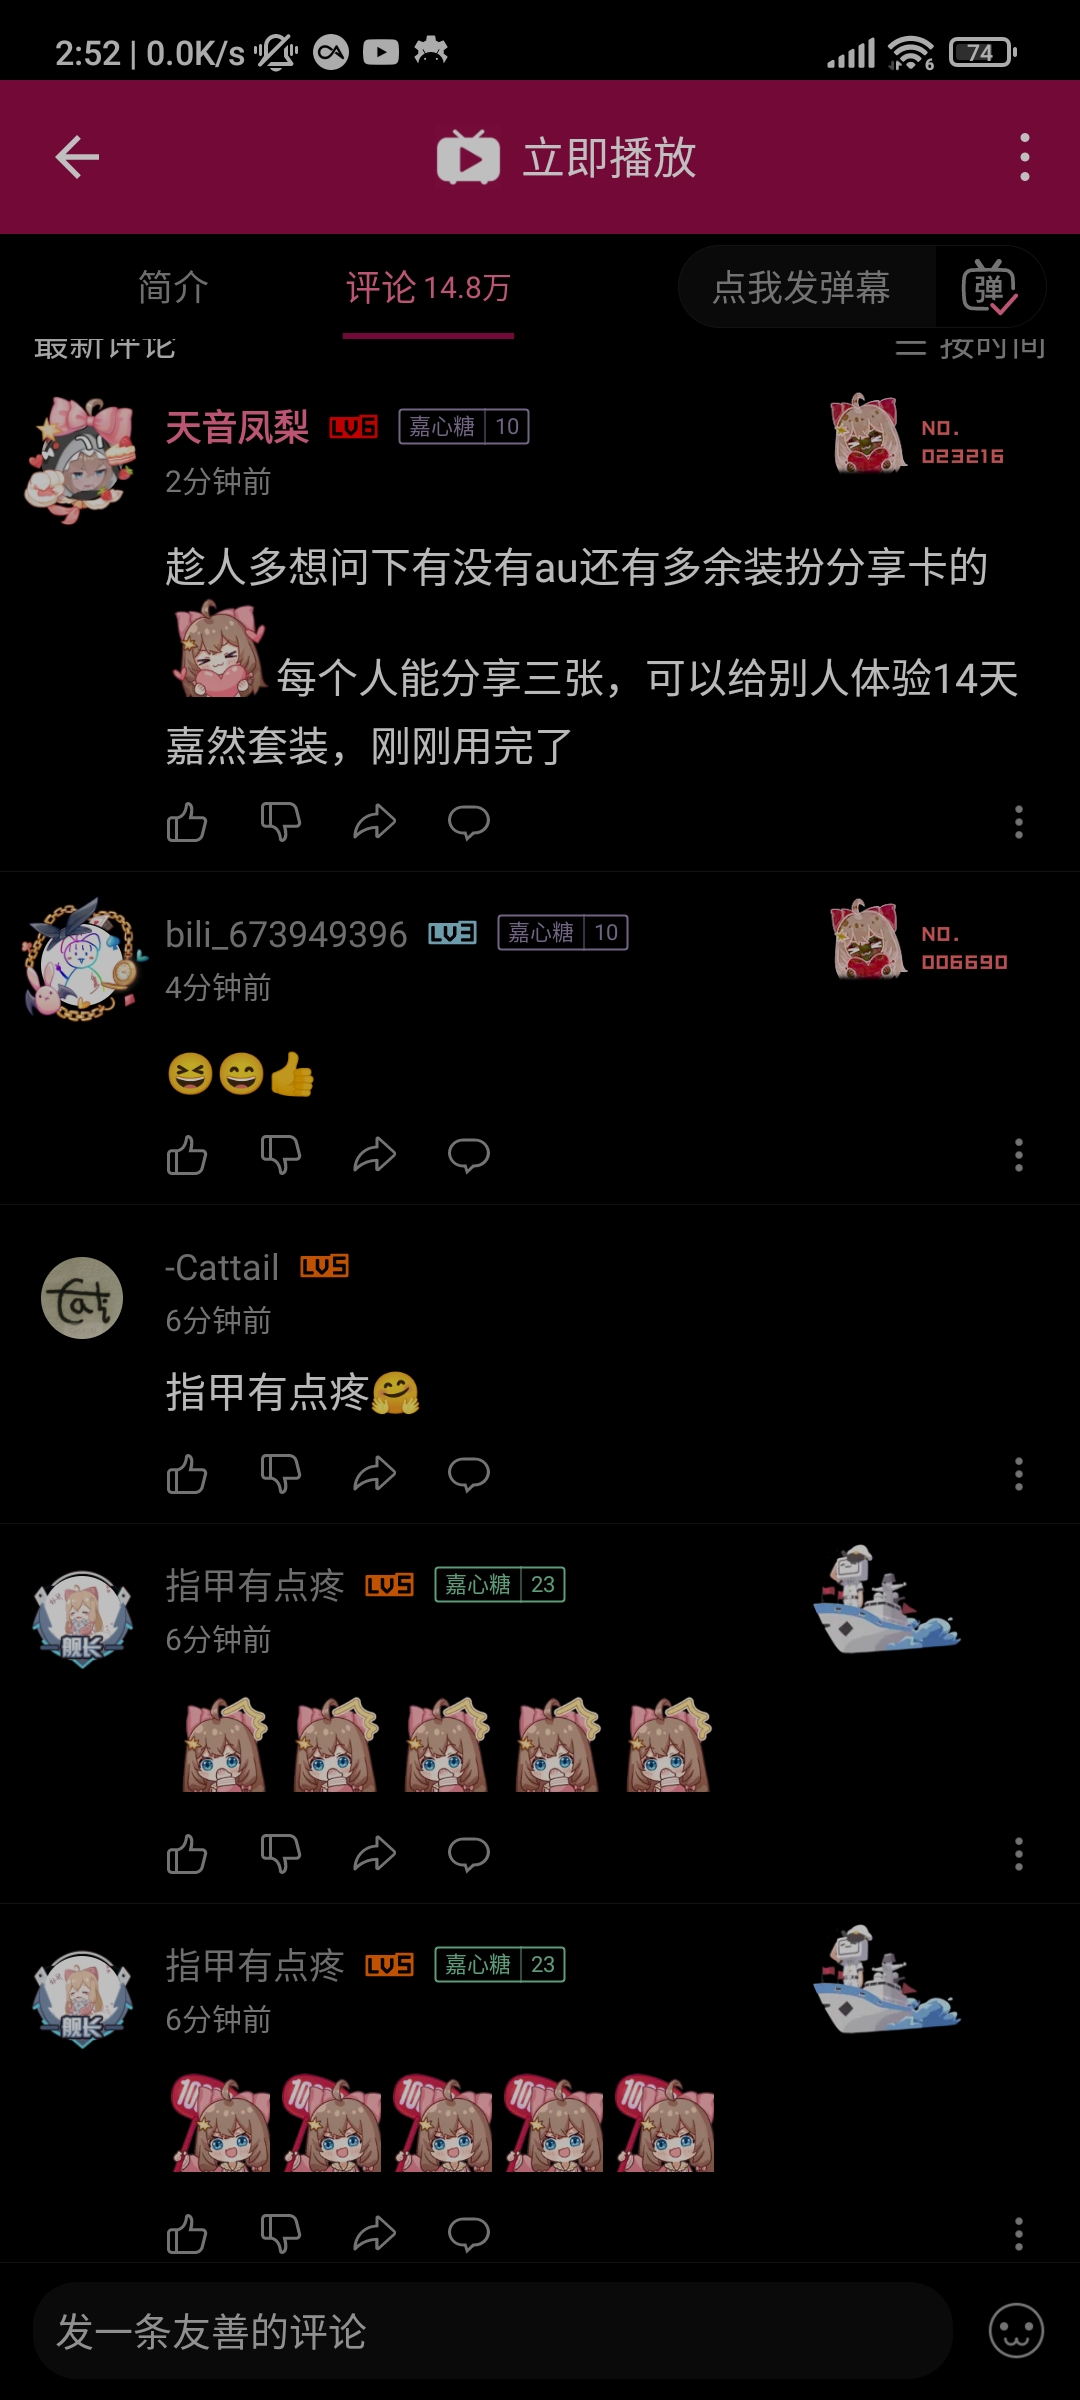 2:52 | 0.0K/s
6
74
立即播放
简介
评论 14.8万
点我发弹幕
弹
最新评论
按时间
天音凤梨 LV6 嘉心糖 10
NO.
023216
2分钟前
趁人多想问下有没有au还有多余装扮分享卡的
每个人能分享三张，可以给别人体验14天
嘉然套装，刚刚用完了
bili_673949396 LV3 嘉心糖 10
NO.
006690
4分钟前
😆😄👍
Cat
-Cattail LV5
6分钟前
指甲有点疼🤗
舰长
指甲有点疼 LV5 嘉心糖 23
6分钟前
舰长
指甲有点疼 LV5 嘉心糖 23
6分钟前
10 10 10 10 10
发一条友善的评论